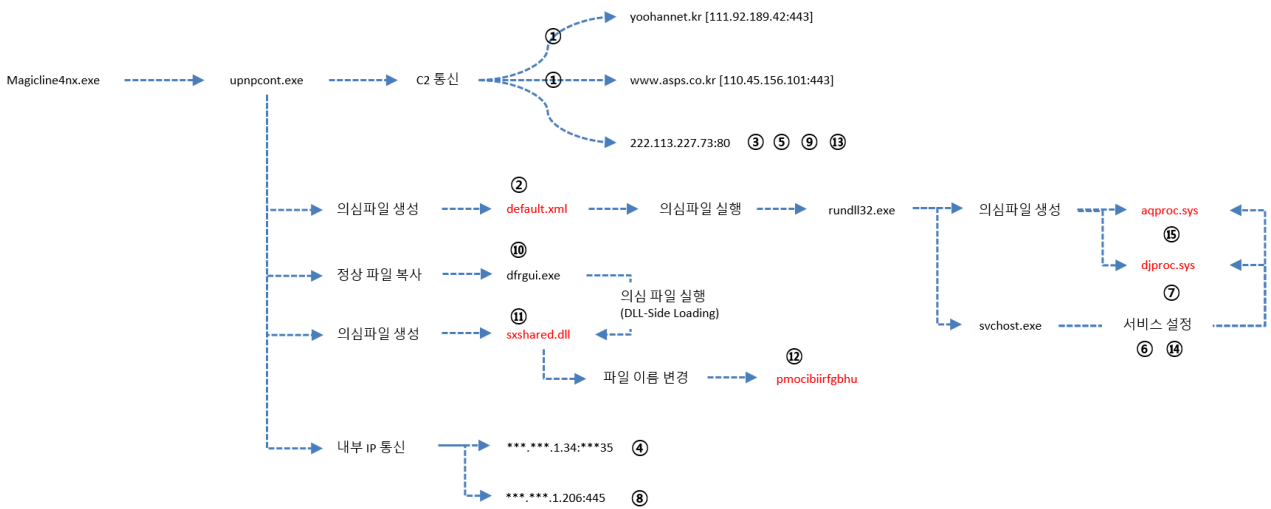 yoohannet.kr [111.92.189.42:443]
①
Magicline4nx.exe
upnpcont.exe
C2 통신
①
www.asps.co.kr [110.45.156.101:443]
222.113.227.73:80 ③ ⑤ ⑨ ⑬
②
의심파일 생성
default.xml
의심파일 실행
rundll32.exe
의심파일 생성
aqproc.sys
⑮
⑩
정상 파일 복사
dfrgui.exe
djproc.sys
⑦
의심 파일 실행
(DLL-Side Loading)
⑪
의심파일 생성
sxshared.dll
svchost.exe
서비스 설정
⑥ ⑭
⑫
파일 이름 변경
pmocibiirfgbhu
내부 IP 통신
***.***.1.34:***35 ④
***.***.1.206:445 ⑧